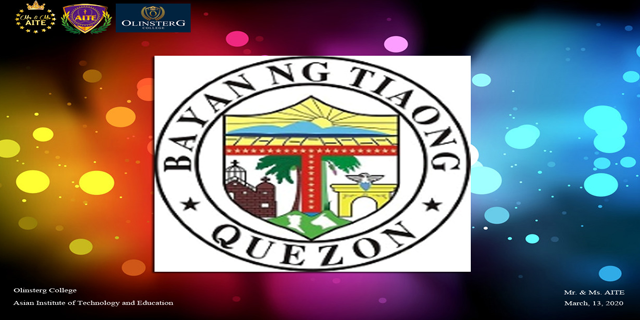 Mr. & Ms.
AITE
AITE
OLINSTERG
COLLEGE
BAYAN NG TIAONG
QUEZON
Olinsterg College
Asian Institute of Technology and Education
Mr. & Ms. AITE
March, 13, 2020